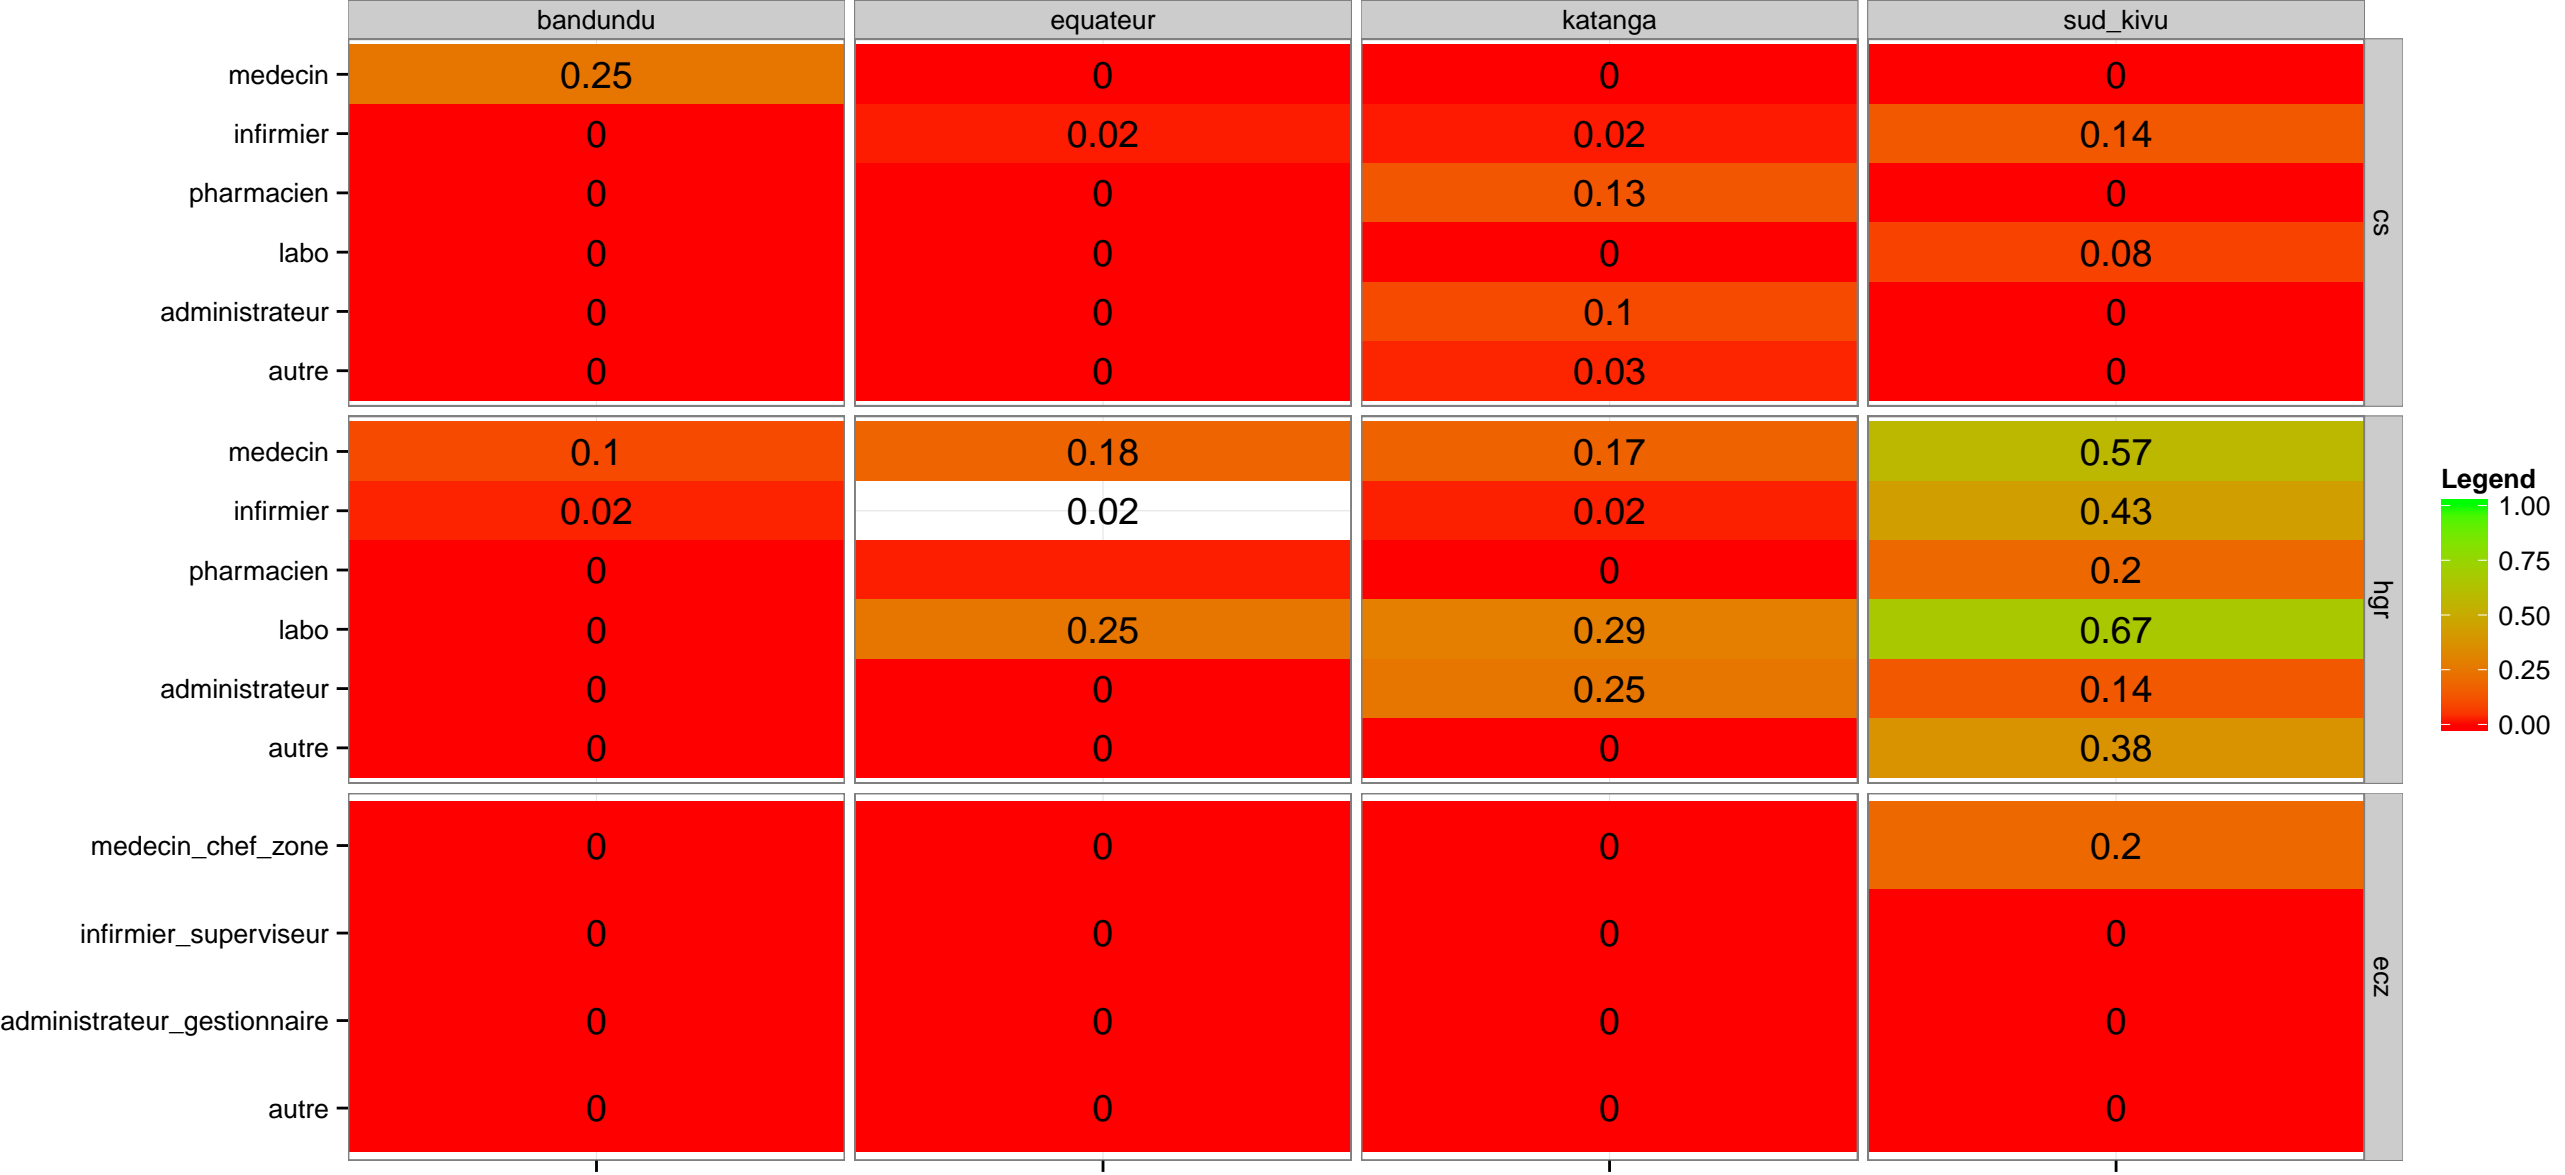 bandundu equateur katanga sud_kivu
medecin 0.25 0 0 0
infirmier 0 0.02 0.02 0.14
pharmacien 0 0 0.13 0
cs
labo 0 0 0 0.08
administrateur 0 0 0.1 0
autre 0 0 0.03 0
medecin 0.1 0.18 0.17 0.57
infirmier 0.02 0.02 0.02 0.43
pharmacien 0 0 0.2
hgr
labo 0 0.25 0.29 0.67
administrateur 0 0 0.25 0.14
autre 0 0 0 0.38
medecin_chef_zone 0 0 0 0.2
infirmier_superviseur 0 0 0 0
ecz
administrateur_gestionnaire 0 0 0 0
autre 0 0 0 0
Legend
1.00
0.75
0.50
0.25
0.00